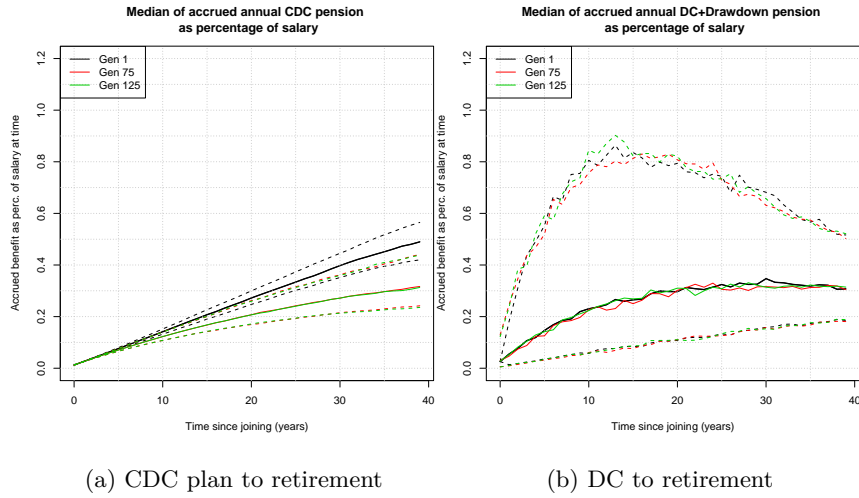 Median of accrued annual CDC pension
as percentage of salary
Accrued benefit as perc. of salary at time
1.2
1.0
0.8
0.6
0.4
0.2
0.0
Gen 1
Gen 75
Gen 125
0 10 20 30 40
Time since joining (years)
(a) CDC plan to retirement
Median of accrued annual DC+Drawdown pension
as percentage of salary
Accrued benefit as perc. of salary at time
1.2
1.0
0.8
0.6
0.4
0.2
0.0
Gen 1
Gen 75
Gen 125
0 10 20 30 40
Time since joining (years)
(b) DC to retirement